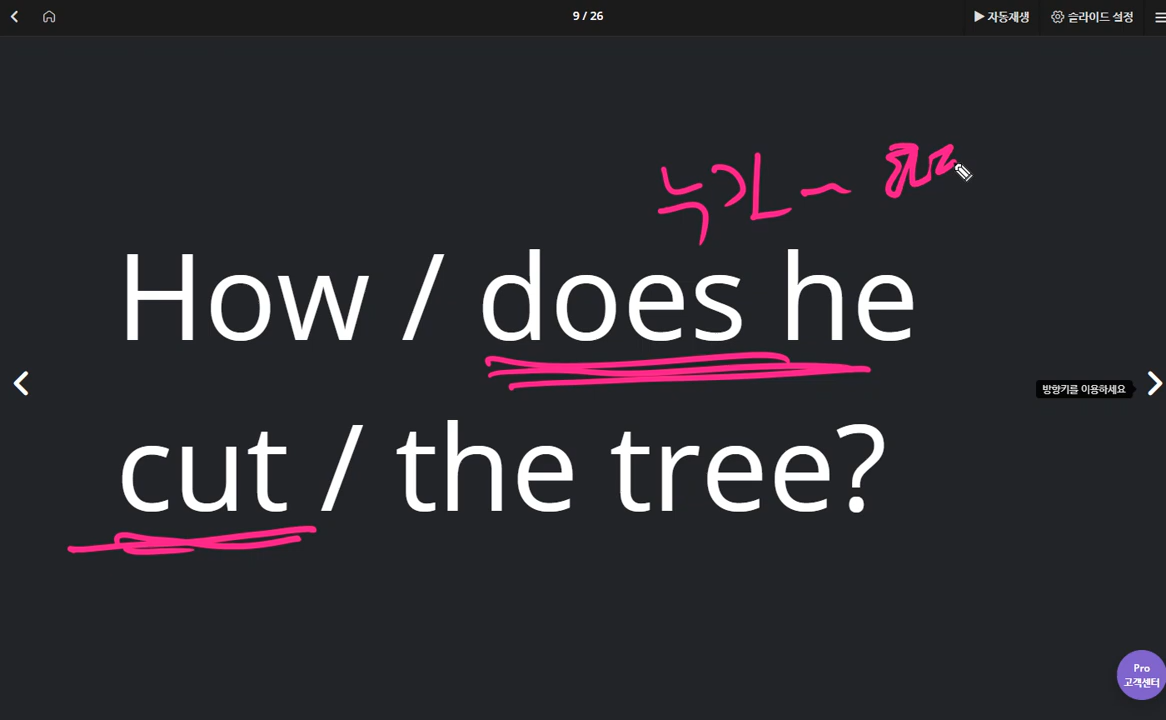 9 / 26
▶ 자동재생
슬라이드 설정
누가 ~
How / does he
cut / the tree?
방향키를 이용하세요
Pro
고객센터